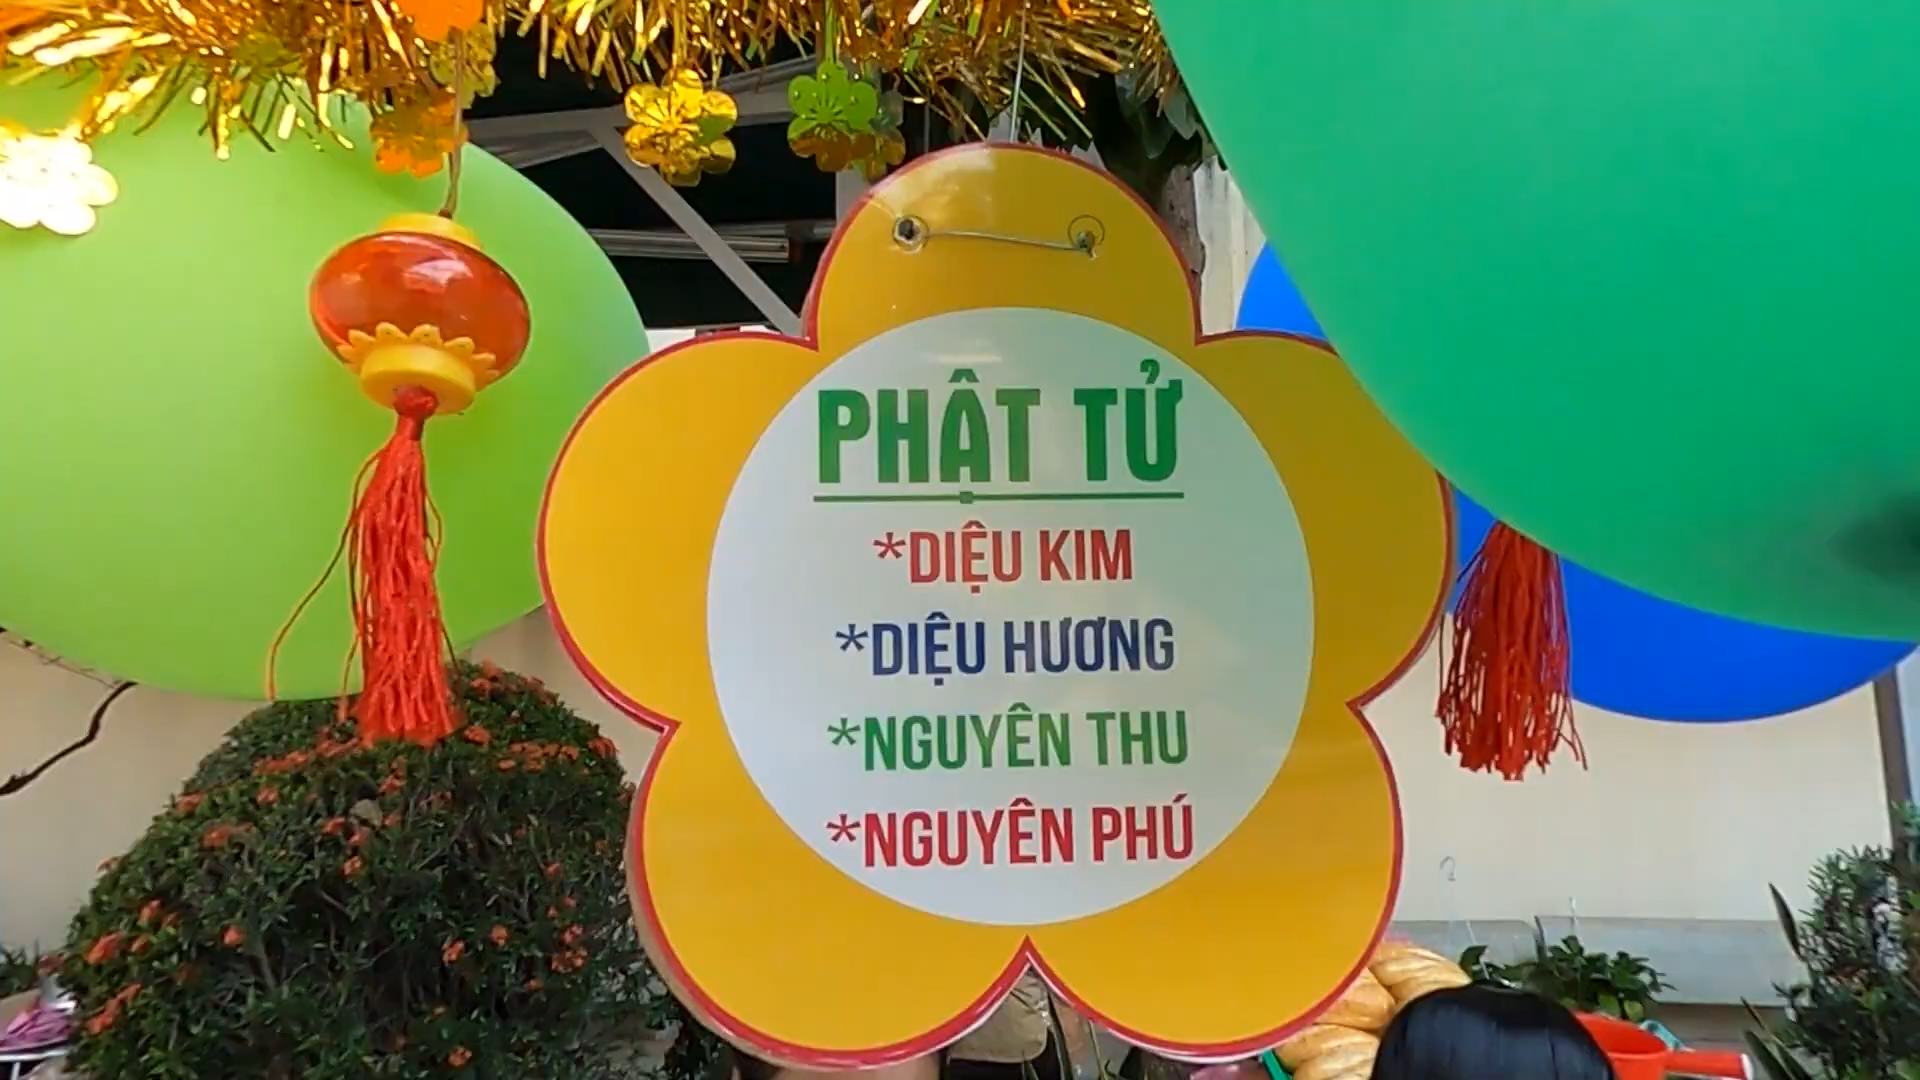 PHẬT TỬ
*DIỆU KIM
*DIỆU HƯƠNG
*NGUYÊN THU
*NGUYÊN PHÚ